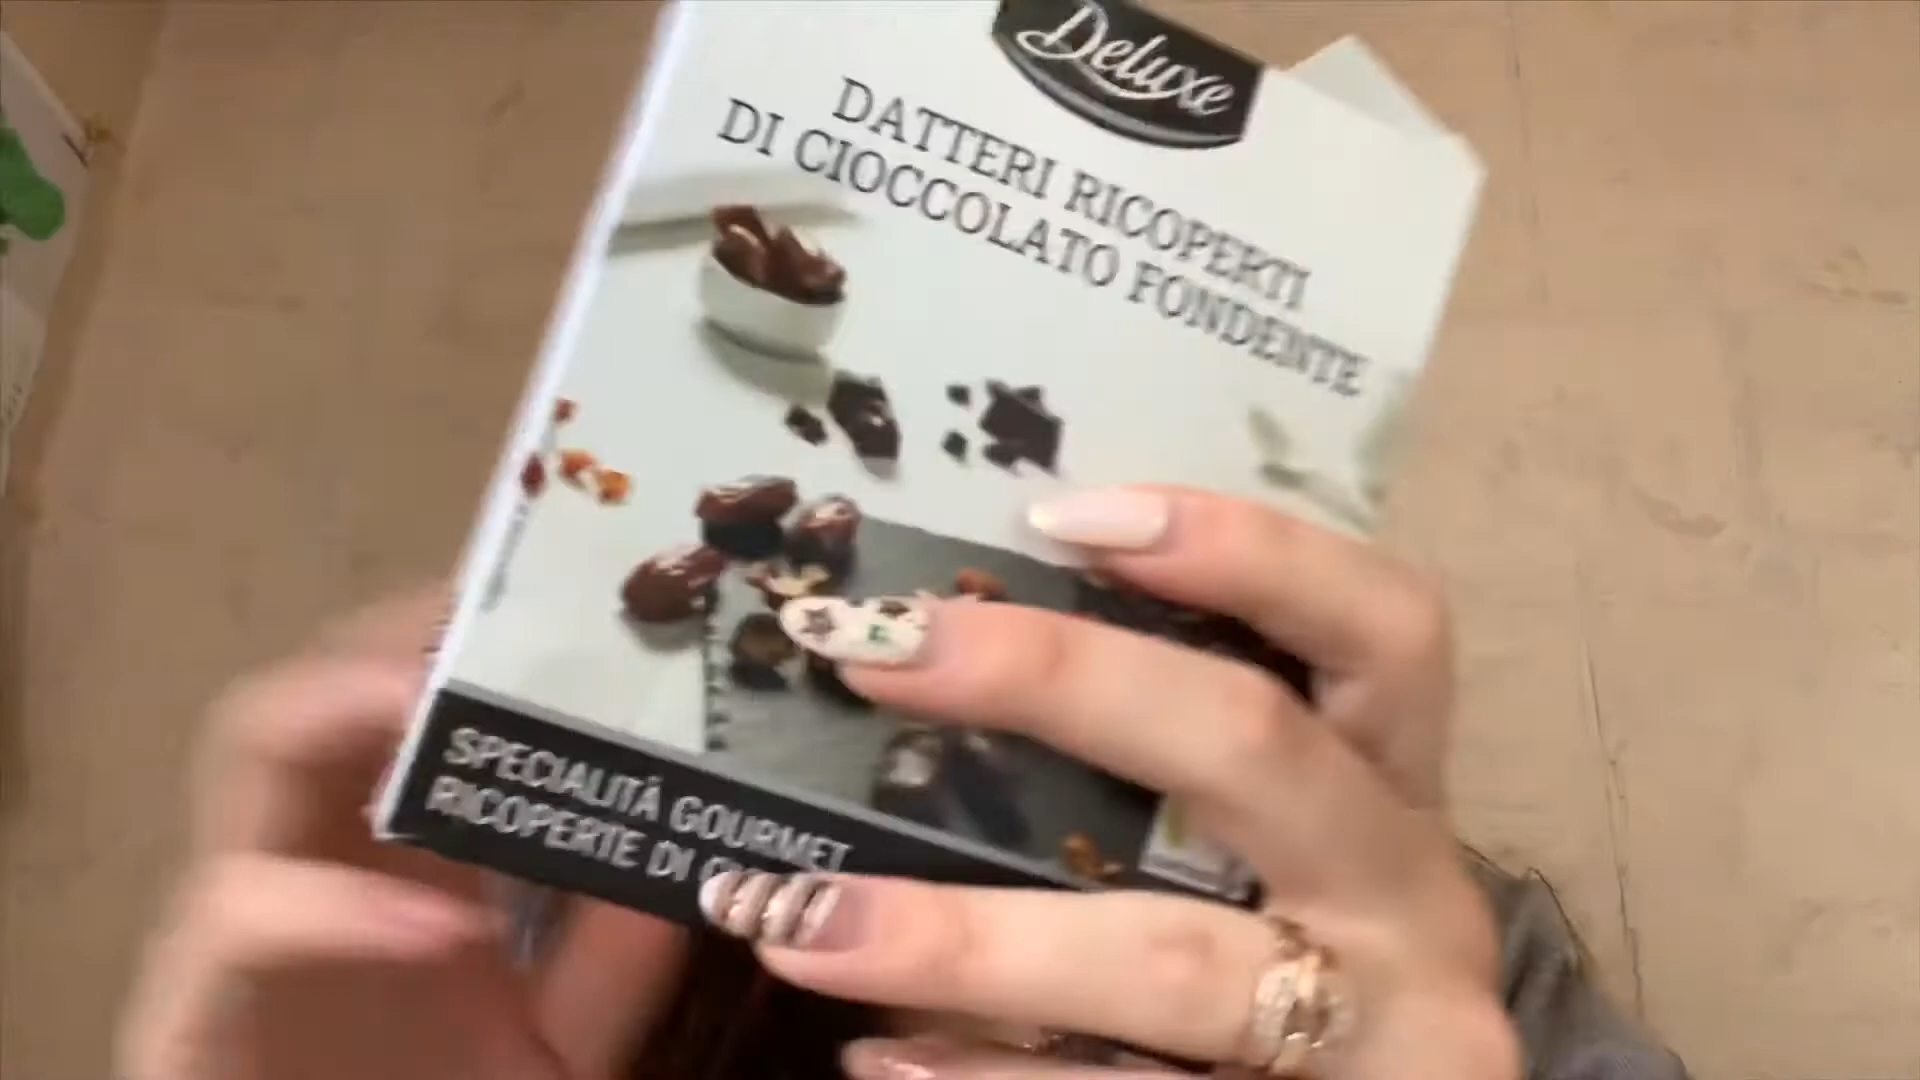 Deluxe
DATTERI RICOPERTI
DI CIOCCOLATO FONDENTE
SPECIALITÀ GOURMET
RICOPERTE DI